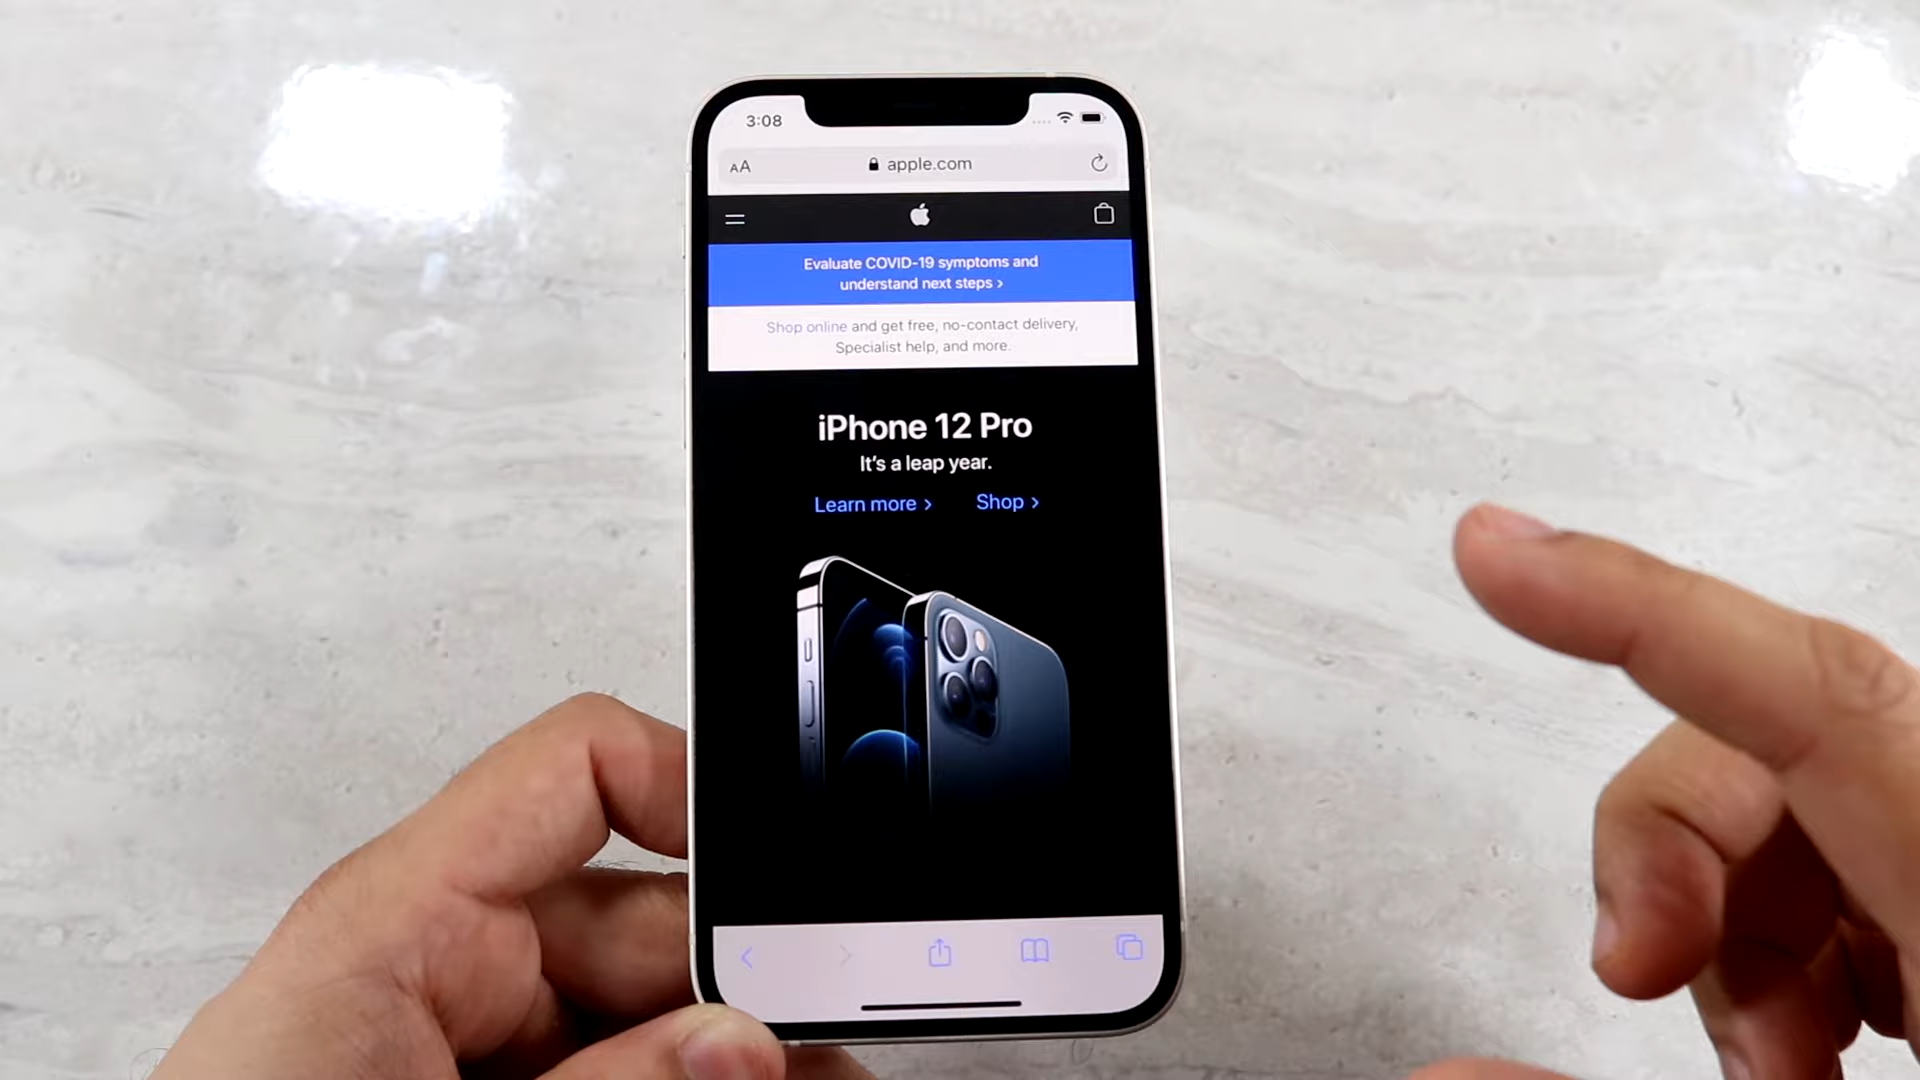 3:08
AA
apple.com
Evaluate COVID-19 symptoms and
understand next steps ›
Shop online and get free, no-contact delivery,
Specialist help, and more.
iPhone 12 Pro
It’s a leap year.
Learn more › Shop ›